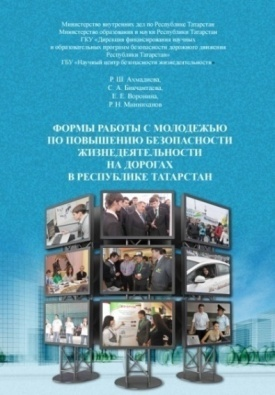 Министерство внутренних дел по Республике Татарстан
Министерство образования и науки Республики Татарстан
ГКУ «Дирекция финансирования научных
и образовательных программ безопасности дорожного движения
Республики Татарстан»
ГБУ «Научный центр безопасности жизнедеятельности»
Р.Ш. Ахмадиева,
С. А. Бикчантаева,
Е. Е. Воронина,
Р.Н. Минниханов
ФОРМЫ РАБОТЫ С МОЛОДЕЖЬЮ
ПО ПОВЫШЕНИЮ БЕЗОПАСНОСТИ
ЖИЗНЕДЕЯТЕЛЬНОСТИ
НА ДОРОГАХ
В РЕСПУБЛИКЕ ТАТАРСТАН